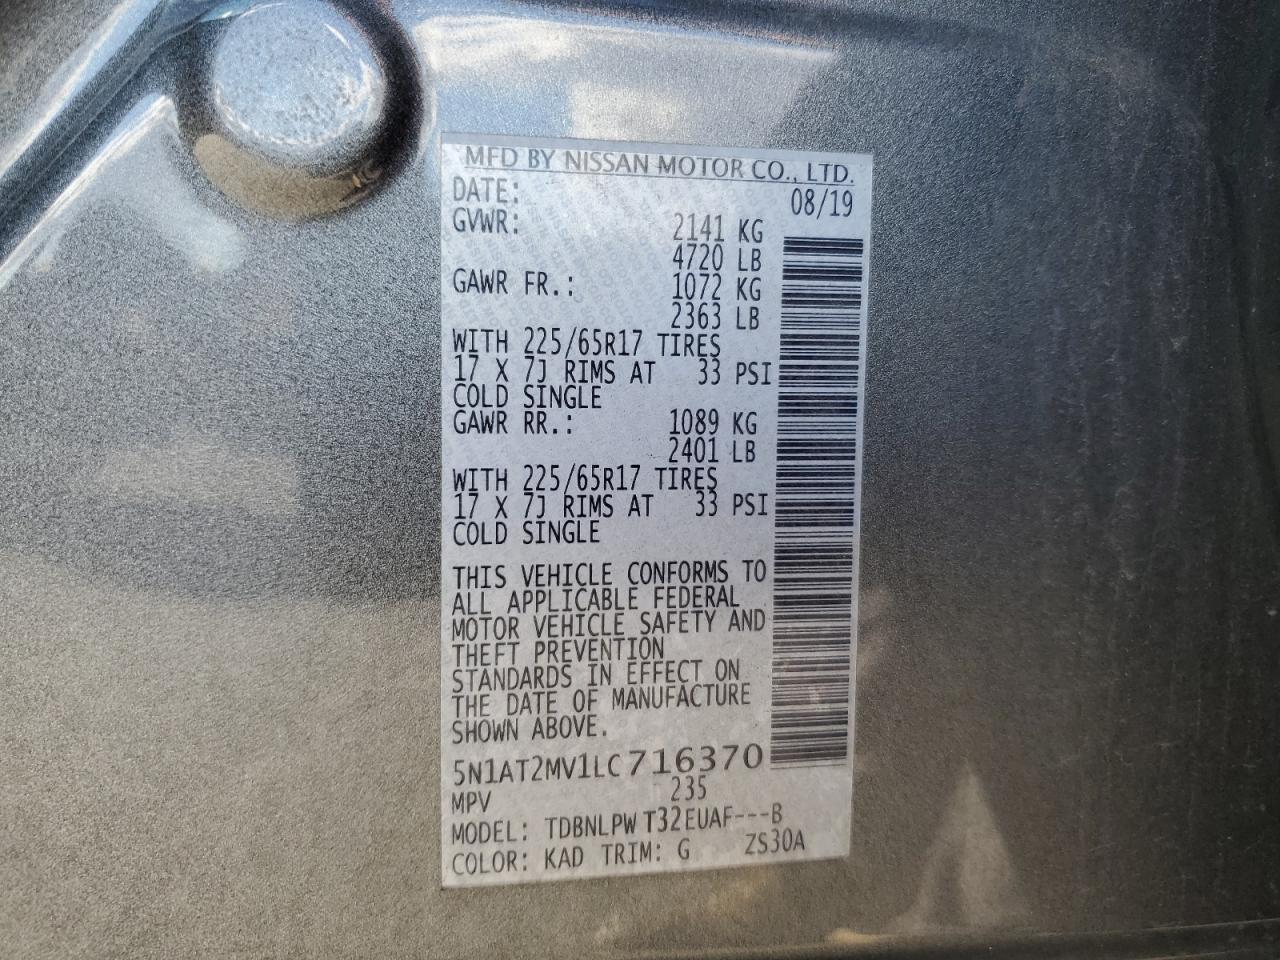 MFD BY NISSAN MOTOR CO., LTD.
DATE: 08/19
GVWR: 2141 KG
4720 LB
GAWR FR.: 1072 KG
2363 LB
WITH 225/65R17 TIRES
17 X 7J RIMS AT 33 PSI
COLD SINGLE
GAWR RR.: 1089 KG
2401 LB
WITH 225/65R17 TIRES
17 X 7J RIMS AT 33 PSI
COLD SINGLE
THIS VEHICLE CONFORMS TO
ALL APPLICABLE FEDERAL
MOTOR VEHICLE SAFETY AND
THEFT PREVENTION
STANDARDS IN EFFECT ON
THE DATE OF MANUFACTURE
SHOWN ABOVE.
5N1AT2MV1LC716370
MPV 235
MODEL: TDBNLPW T32EUAF---B
COLOR: KAD TRIM: G ZS30A